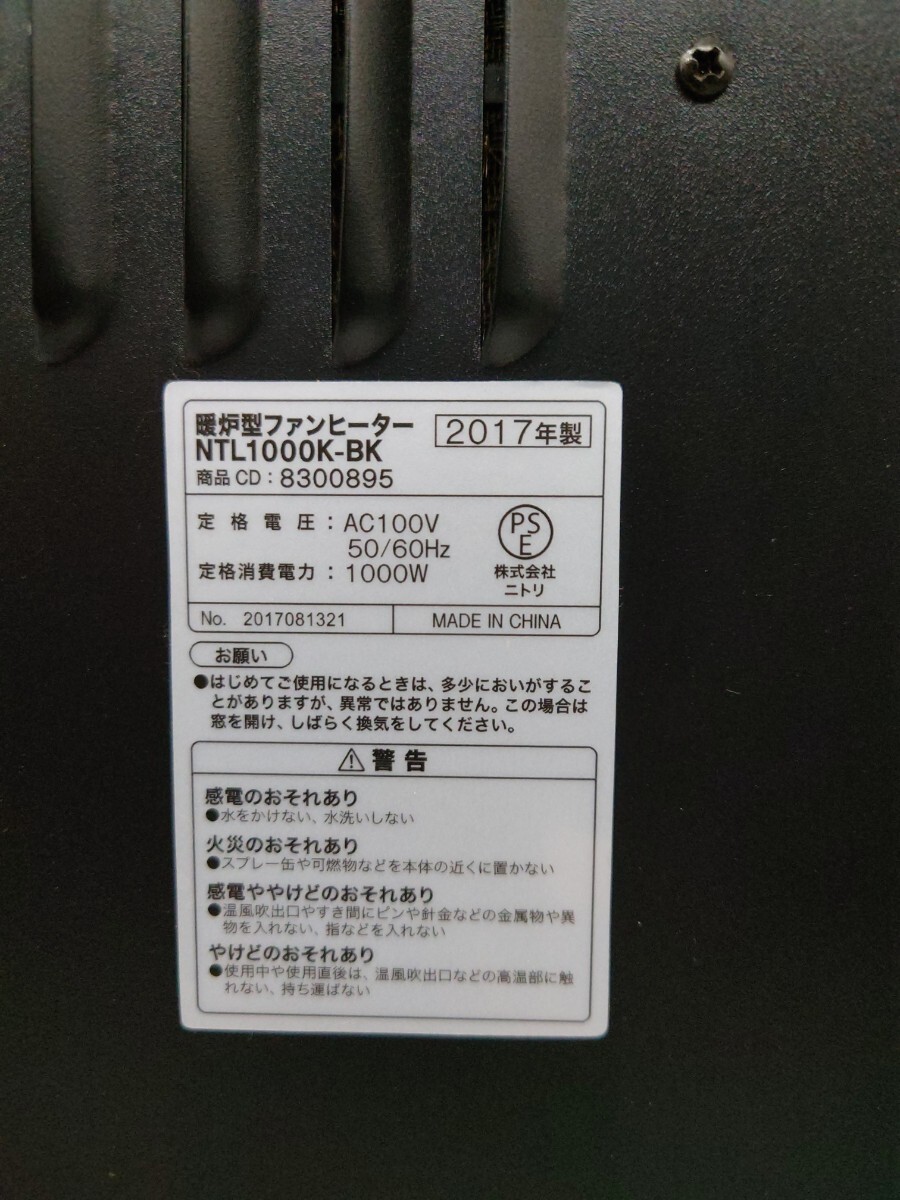 暖炉型ファンヒーター
2017年製
NTL1000K-BK
商品CD：8300895
定格電圧：AC100V
50/60Hz
定格消費電力：1000W
PS
E
株式会社
ニトリ
No. 2017081321
MADE IN CHINA
お願い
●はじめてご使用になるときは、多少においがするこ
とがありますが、異常ではありません。この場合は
窓を開け、しばらく換気をしてください。
⚠警告
感電のおそれあり
●水をかけない、水洗いしない
火災のおそれあり
●スプレー缶や可燃物などを本体の近くに置かない
感電ややけどのおそれあり
●温風吹出口やすき間にピンや針金などの金属物や異
物を入れない、指などを入れない
やけどのおそれあり
●使用中や使用直後は、温風吹出口などの高温部に触
れない、持ち運ばない